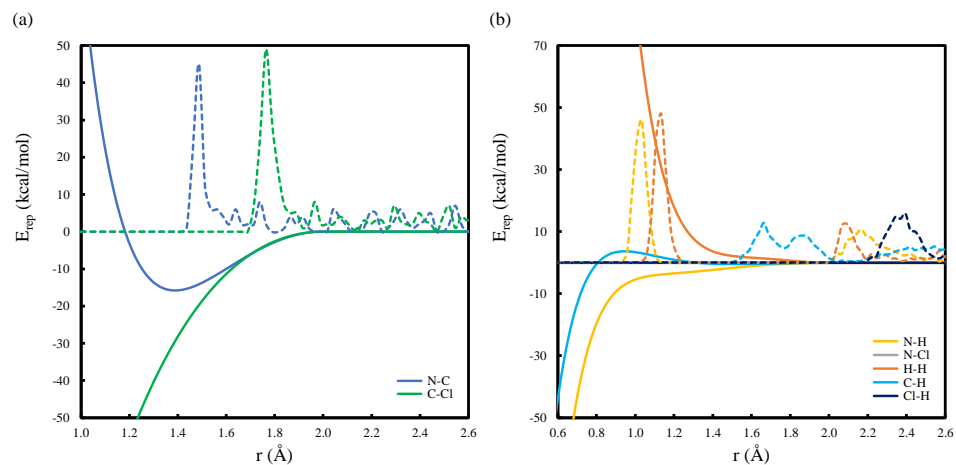 (a)
50
40
30
20
10
0
-10
-20
-30
-40
-50
E_rep (kcal/mol)
N-C
C-Cl
1.0 1.2 1.4 1.6 1.8 2.0 2.2 2.4 2.6
r (Å)
(b)
70
50
30
10
-10
-30
-50
E_rep (kcal/mol)
N-H
N-Cl
H-H
C-H
Cl-H
0.6 0.8 1.0 1.2 1.4 1.6 1.8 2.0 2.2 2.4 2.6
r (Å)